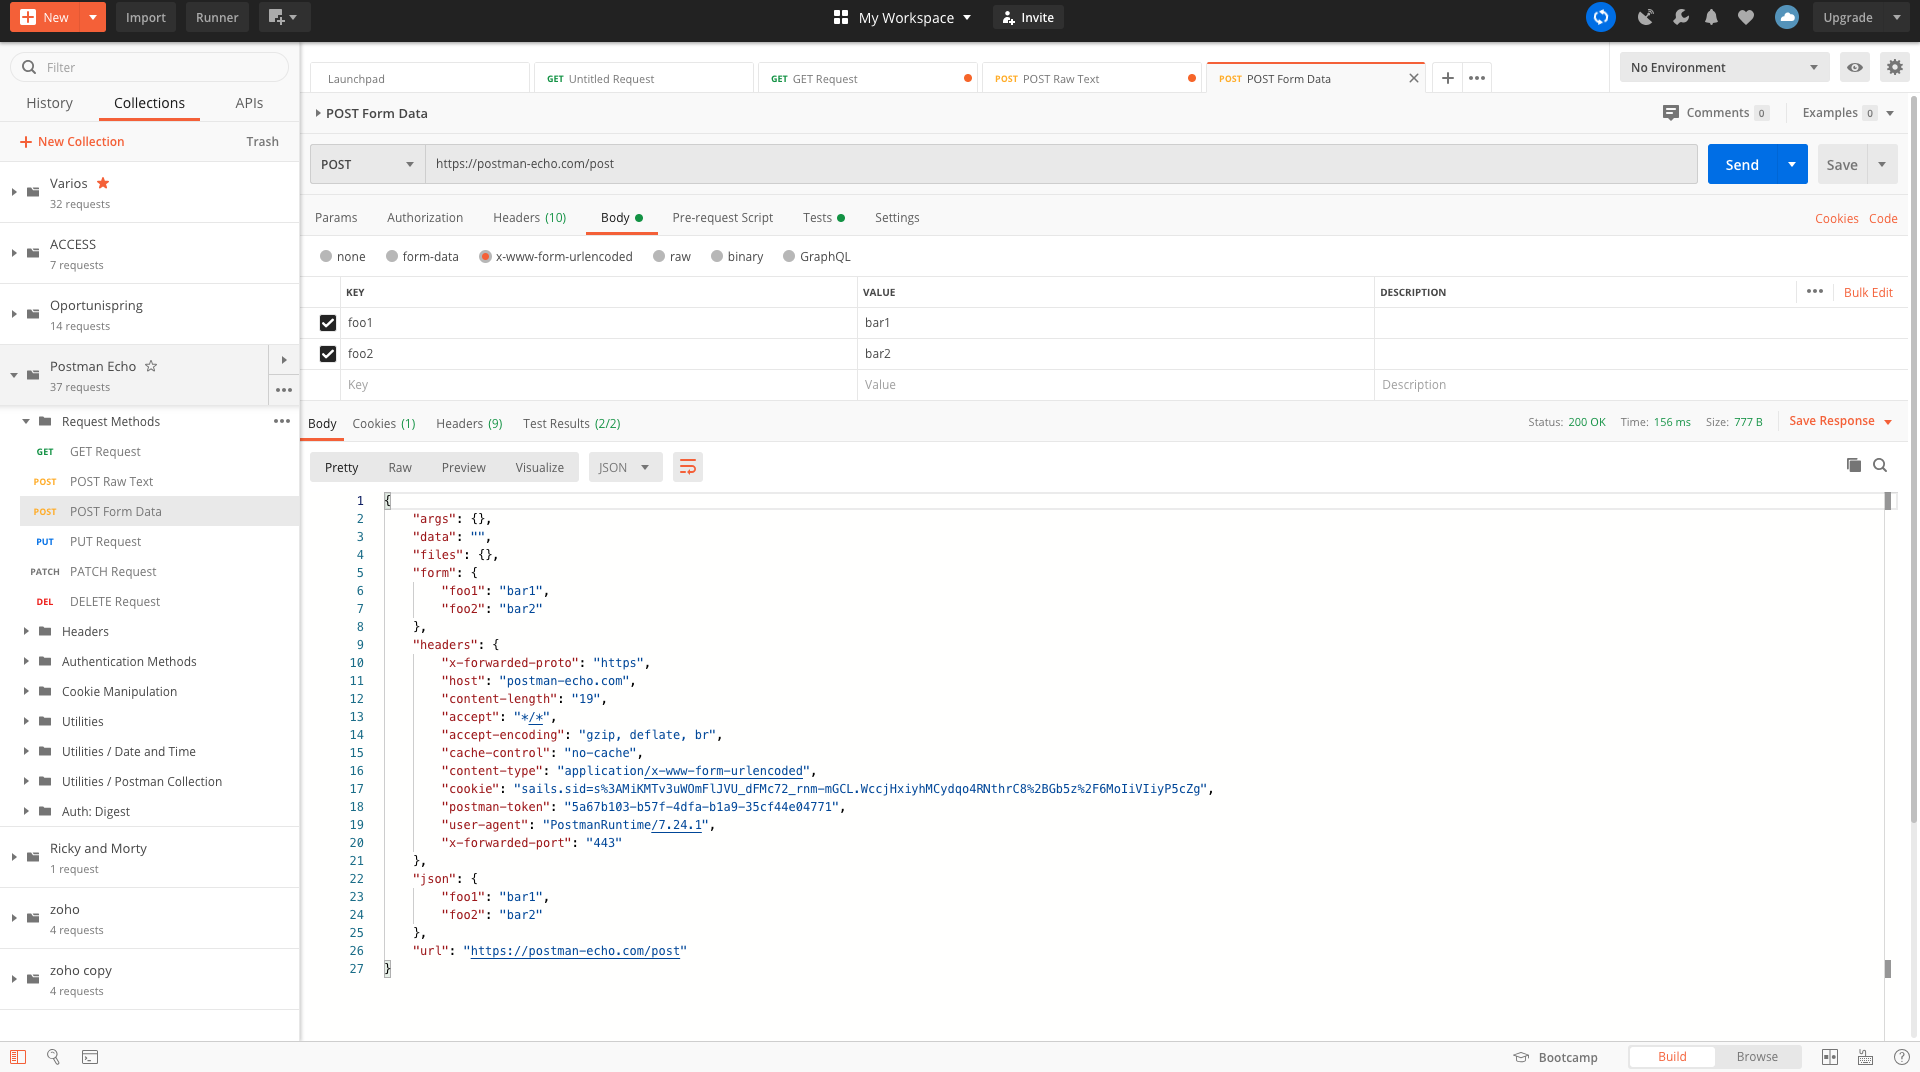 New
Import
Runner
My Workspace
Invite
Upgrade
Filter
History Collections APIs
New Collection Trash
Varios
32 requests
ACCESS
7 requests
Oportunispring
14 requests
Postman Echo
37 requests
Request Methods
GET GET Request
POST POST Raw Text
POST POST Form Data
PUT PUT Request
PATCH PATCH Request
DEL DELETE Request
Headers
Authentication Methods
Cookie Manipulation
Utilities
Utilities / Date and Time
Utilities / Postman Collection
Auth: Digest
Ricky and Morty
1 request
zoho
4 requests
zoho copy
4 requests
Launchpad
GET Untitled Request
GET GET Request
POST POST Raw Text
POST POST Form Data
No Environment
POST Form Data
Comments 0
Examples 0
POST
https://postman-echo.com/post
Send
Save
Params Authorization Headers (10) Body Pre-request Script Tests Settings
Cookies Code
none form-data x-www-form-urlencoded raw binary GraphQL
KEY VALUE DESCRIPTION
Bulk Edit
foo1 bar1
foo2 bar2
Key Value Description
Body Cookies (1) Headers (9) Test Results (2/2)
Status: 200 OK Time: 156 ms Size: 777 B
Save Response
Pretty Raw Preview Visualize JSON
1 {
2 "args": {},
3 "data": "",
4 "files": {},
5 "form": {
6 "foo1": "bar1",
7 "foo2": "bar2"
8 },
9 "headers": {
10 "x-forwarded-proto": "https",
11 "host": "postman-echo.com",
12 "content-length": "19",
13 "accept": "*/*",
14 "accept-encoding": "gzip, deflate, br",
15 "cache-control": "no-cache",
16 "content-type": "application/x-www-form-urlencoded",
17 "cookie": "sails.sid=s%3AMiKMTv3uWOmFlJVU_dFMc72_rnm-mGCL.WccjHxiyhMCydqo4RNthrC8%2BGb5z%2F6MoIiVIiyP5cZg",
18 "postman-token": "5a67b103-b57f-4dfa-b1a9-35cf44e04771",
19 "user-agent": "PostmanRuntime/7.24.1",
20 "x-forwarded-port": "443"
21 },
22 "json": {
23 "foo1": "bar1",
24 "foo2": "bar2"
25 },
26 "url": "https://postman-echo.com/post"
27 }
Bootcamp
Build Browse